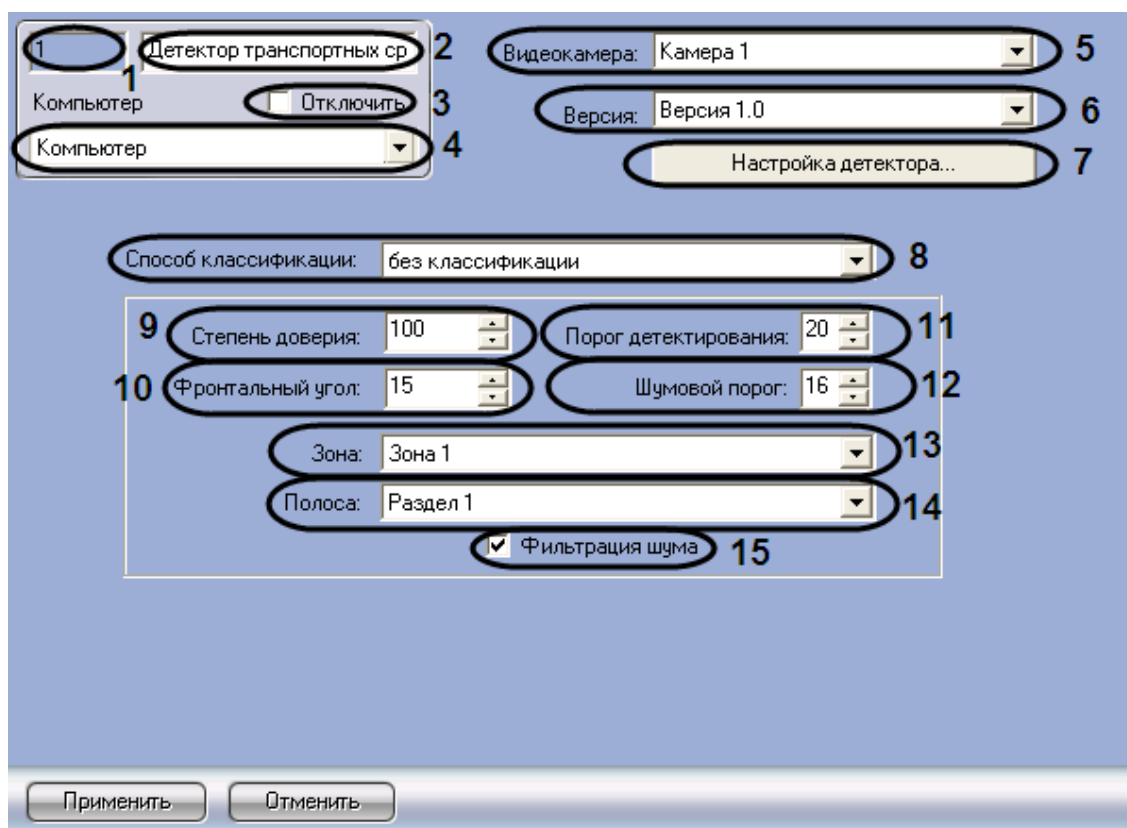 1 Детектор транспортных ср 2
1
Компьютер Отключить 3
Компьютер 4
Видеокамера: Камера 1 5
Версия: Версия 1.0 6
Настройка детектора... 7
Способ классификации: без классификации 8
9 Степень доверия: 100 Порог детектирования: 20 11
10 Фронтальный угол: 15 Шумовой порог: 16 12
Зона: Зона 1 13
Полоса: Раздел 1 14
Фильтрация шума 15
Применить Отменить